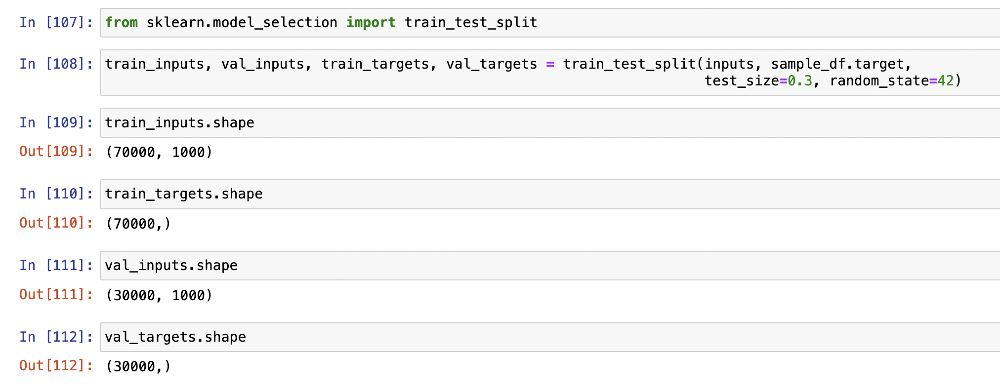 In [107]: from sklearn.model_selection import train_test_split
In [108]: train_inputs, val_inputs, train_targets, val_targets = train_test_split(inputs, sample_df.target,
test_size=0.3, random_state=42)
In [109]: train_inputs.shape
Out[109]: (70000, 1000)
In [110]: train_targets.shape
Out[110]: (70000,)
In [111]: val_inputs.shape
Out[111]: (30000, 1000)
In [112]: val_targets.shape
Out[112]: (30000,)